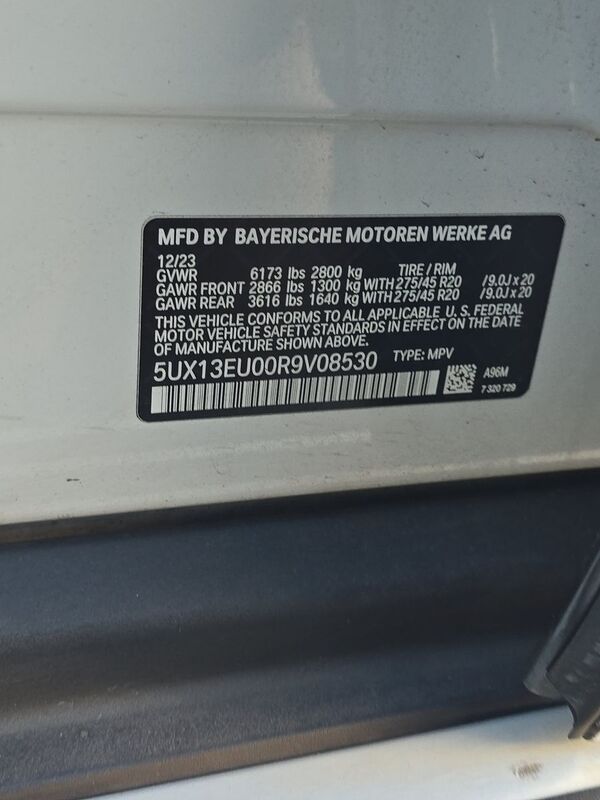 MFD BY BAYERISCHE MOTOREN WERKE AG
12/23
GVWR 6173 lbs 2800 kg TIRE / RIM
GAWR FRONT 2866 lbs 1300 kg WITH 275/45 R20 /9.0J x 20
GAWR REAR 3616 lbs 1640 kg WITH 275/45 R20 /9.0J x 20
THIS VEHICLE CONFORMS TO ALL APPLICABLE U. S. FEDERAL
MOTOR VEHICLE SAFETY STANDARDS IN EFFECT ON THE DATE
OF MANUFACTURE SHOWN ABOVE.
5UX13EU00R9V08530 TYPE: MPV
A96M
7 320 729